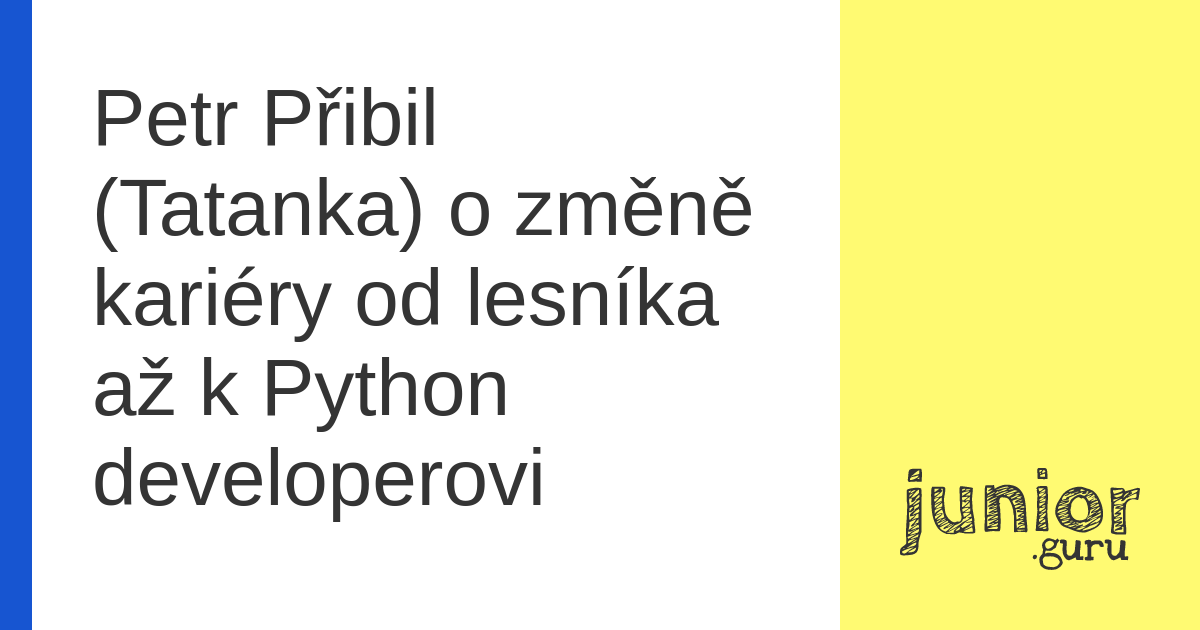 Petr Přibil
(Tatanka) o změně
kariéry od lesníka
až k Python
developerovi
junior
.guru